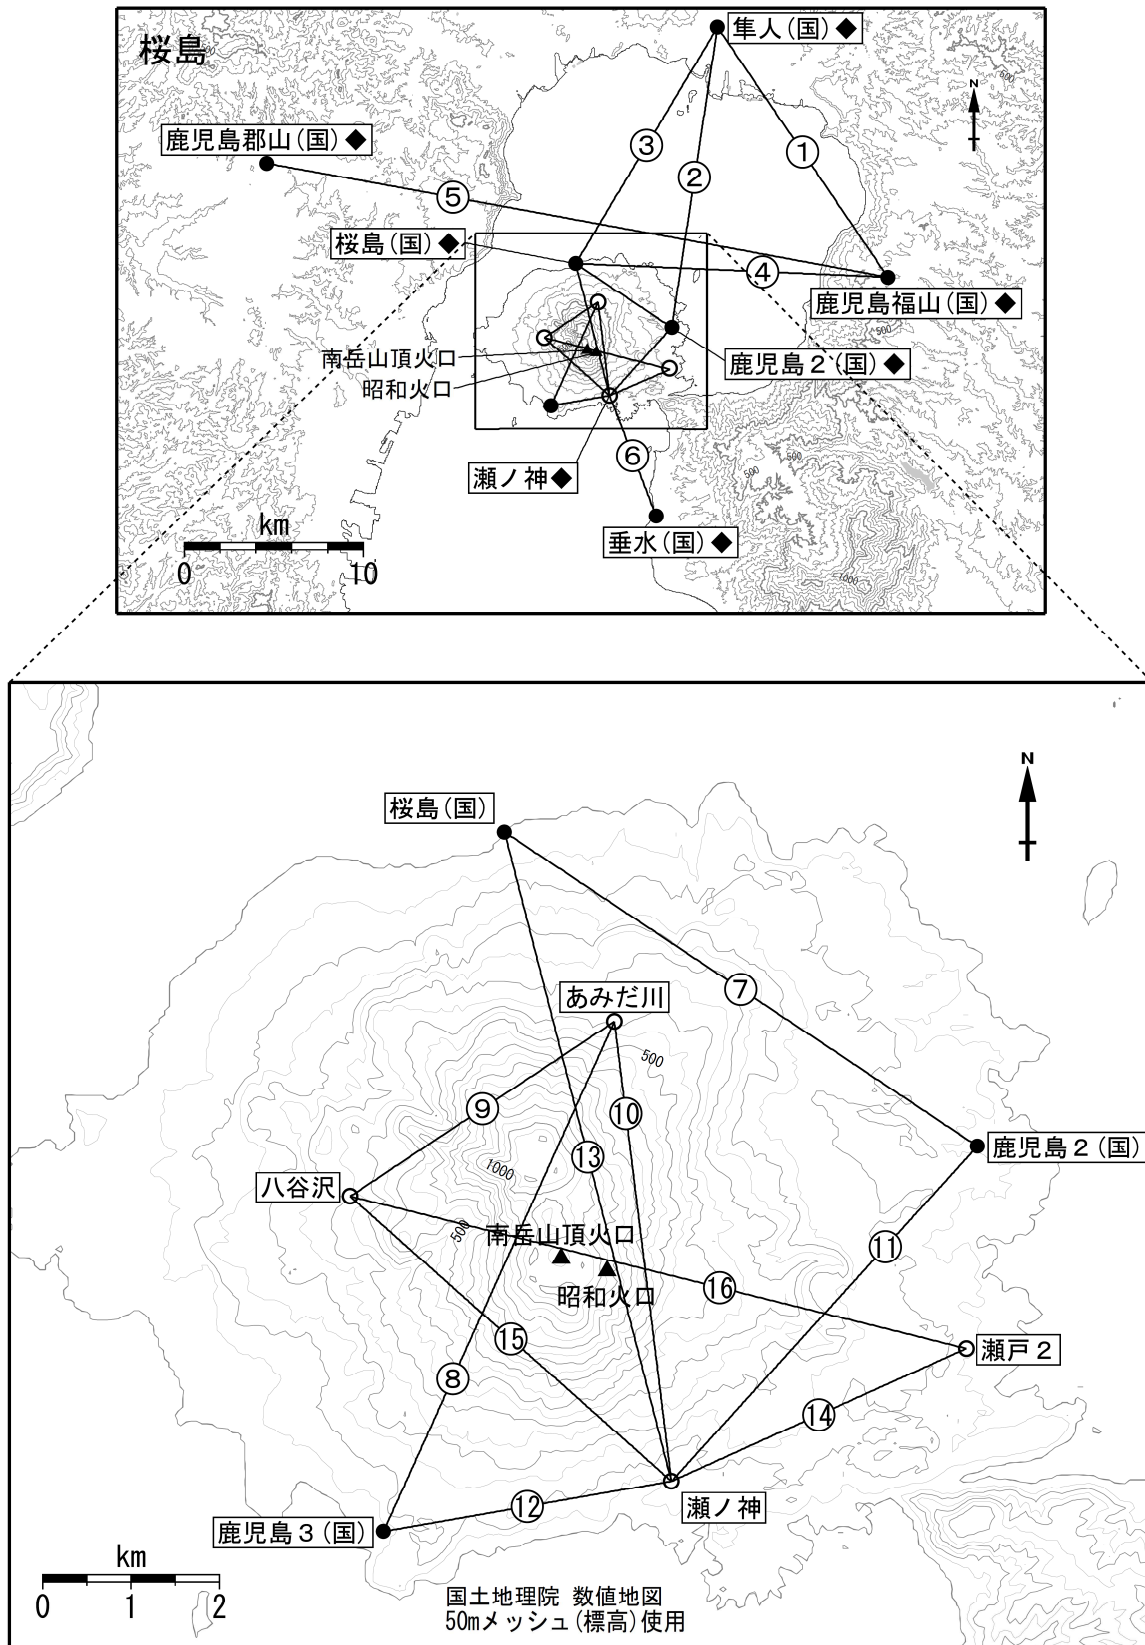 桜島
隼人(国)◆
N
600
鹿児島郡山(国)◆
③
①
②
⑤
桜島(国)◆
④
鹿児島福山(国)◆
500
南岳山頂火口
鹿児島2(国)◆
昭和火口
⑥
500
500
瀬ノ神◆
km
0 10
垂水(国)◆
1000
N
桜島(国)
⑦
あみだ川
500
⑨
⑩
鹿児島2(国)
⑬
1000
八谷沢
500
南岳山頂火口
⑪
⑯
昭和火口
⑮
瀬戸2
⑧
⑭
瀬ノ神
⑫
鹿児島3(国)
km
0 1 2
国土地理院 数値地図
50mメッシュ(標高)使用